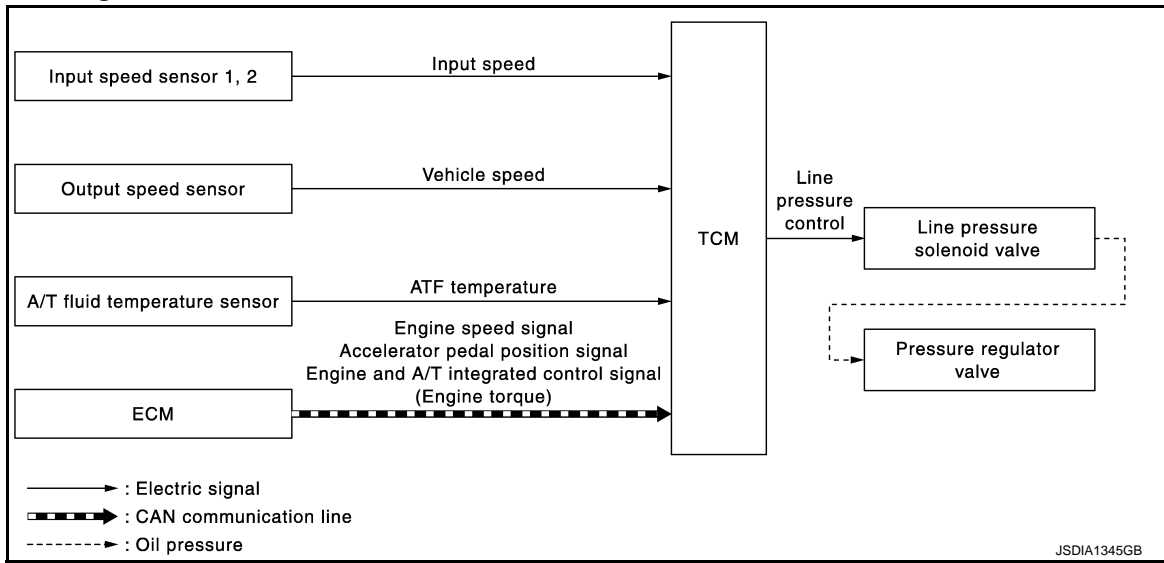 Input speed sensor 1, 2
Input speed
Output speed sensor
Vehicle speed
A/T fluid temperature sensor
ATF temperature
Engine speed signal
Accelerator pedal position signal
Engine and A/T integrated control signal
(Engine torque)
ECM
TCM
Line
pressure
control
Line pressure
solenoid valve
Pressure regulator
valve
: Electric signal
: CAN communication line
: Oil pressure
JSDIA1345GB